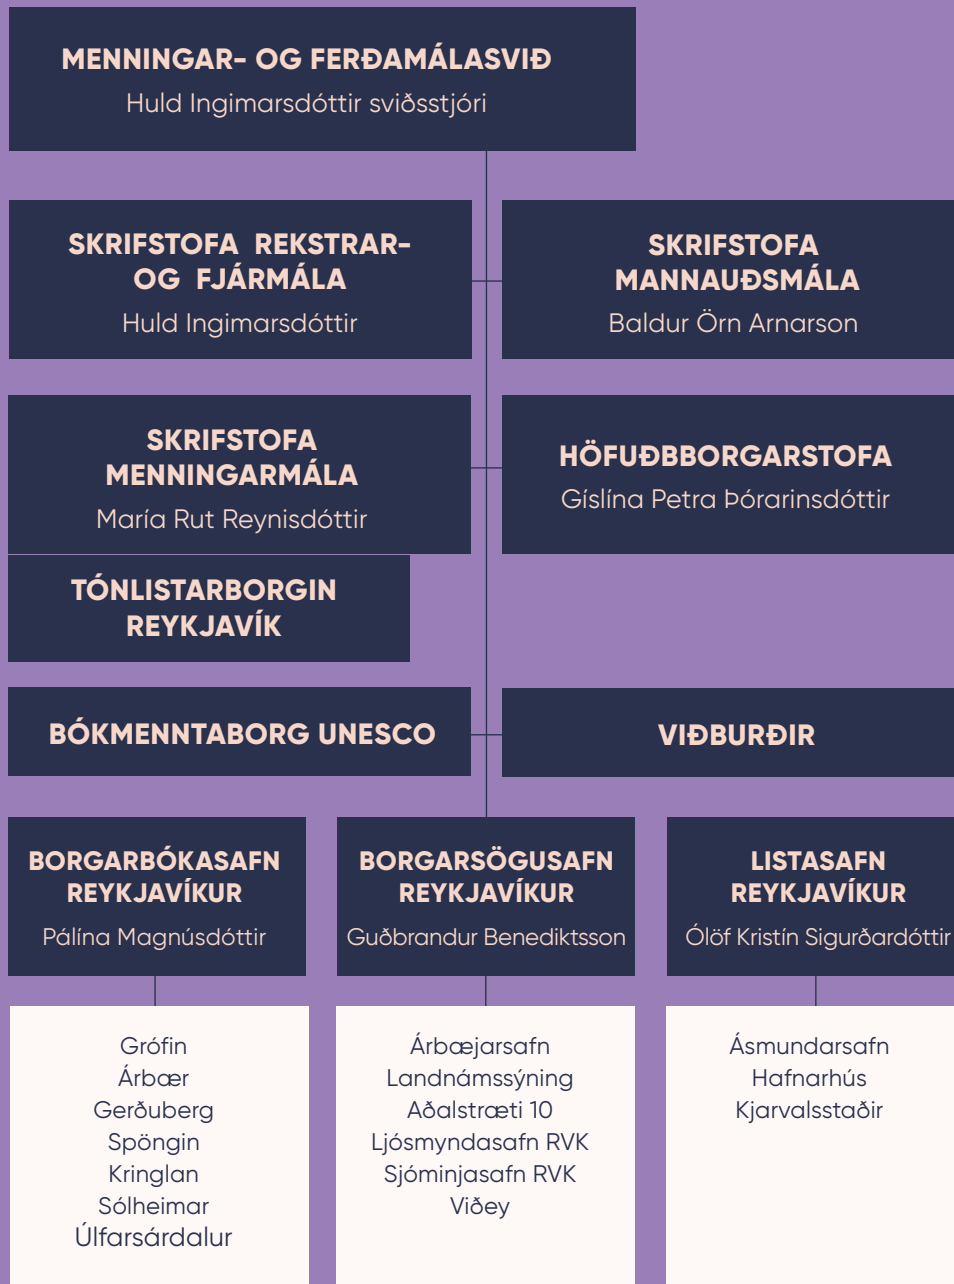 MENNINGAR- OG FERÐAMÁLASVIÐ
Huld Ingimarsdóttir sviðsstjóri
SKRIFSTOFA REKSTRAR-
OG FJÁRMÁLA
Huld Ingimarsdóttir
SKRIFSTOFA
MANNAUÐSMÁLA
Baldur Örn Arnarson
SKRIFSTOFA
MENNINGARMÁLA
María Rut Reynisdóttir
HÖFUÐBBORGARSTOFA
Gíslína Petra Þórarinsdóttir
TÓNLISTARBORGIN
REYKJAVÍK
BÓKMENNTABORG UNESCO
VIÐBURÐIR
BORGARBÓKASAFN
REYKJAVÍKUR
Pálína Magnúsdóttir
BORGARSÖGUSAFN
REYKJAVÍKUR
Guðbrandur Benediktsson
LISTASAFN
REYKJAVÍKUR
Ólöf Kristín Sigurðardóttir
Grófin
Árbær
Gerðuberg
Spöngin
Kringlan
Sólheimar
Úlfarsárdalur
Árbæjarsafn
Landnámssýning
Aðalstræti 10
Ljósmyndasafn RVK
Sjóminjasafn RVK
Viðey
Ásmundarsafn
Hafnarhús
Kjarvalsstaðir